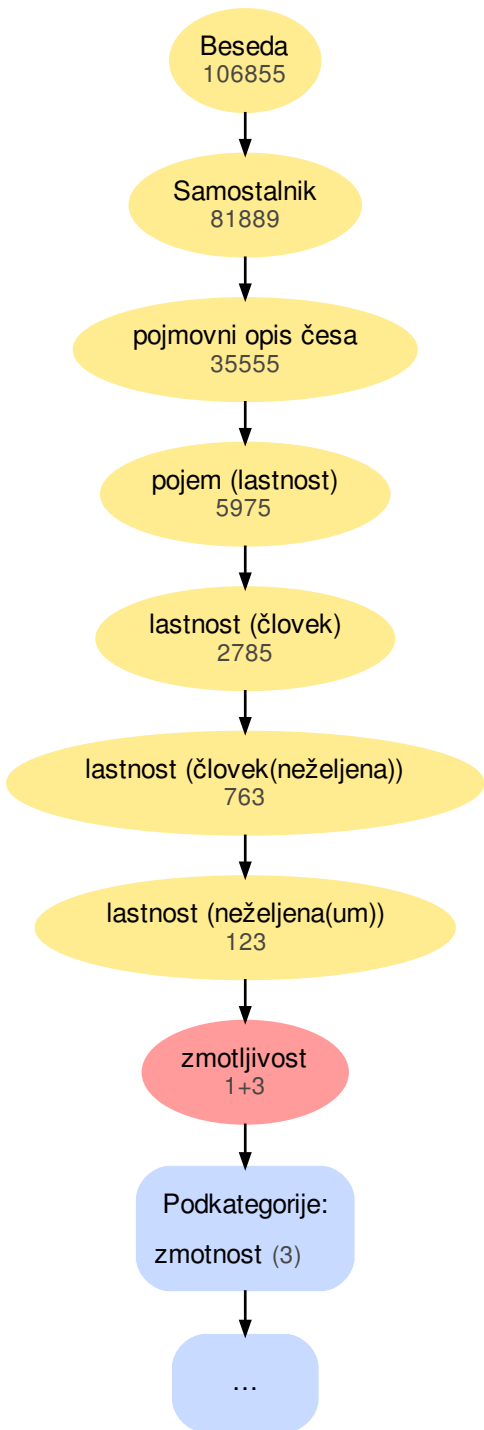 Beseda
106855
Samostalnik
81889
pojmovni opis česa
35555
pojem (lastnost)
5975
lastnost (človek)
2785
lastnost (človek(neželjena))
763
lastnost (neželjena(um))
123
zmotljivost
1+3
Podkategorije:
zmotnost (3)
...